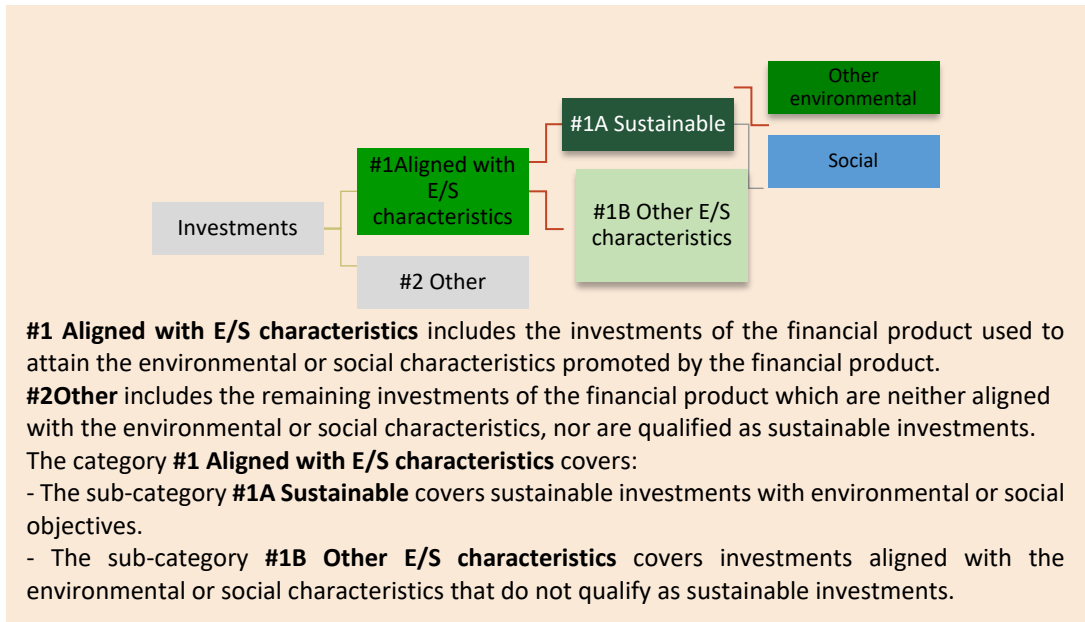 Other
environmental
#1A Sustainable
Social
#1Aligned with
E/S
characteristics
#1B Other E/S
characteristics
Investments
#2 Other
#1 Aligned with E/S characteristics includes the investments of the financial product used to
attain the environmental or social characteristics promoted by the financial product.
#2Other includes the remaining investments of the financial product which are neither aligned
with the environmental or social characteristics, nor are qualified as sustainable investments.
The category #1 Aligned with E/S characteristics covers:
- The sub-category #1A Sustainable covers sustainable investments with environmental or social
objectives.
- The sub-category #1B Other E/S characteristics covers investments aligned with the
environmental or social characteristics that do not qualify as sustainable investments.